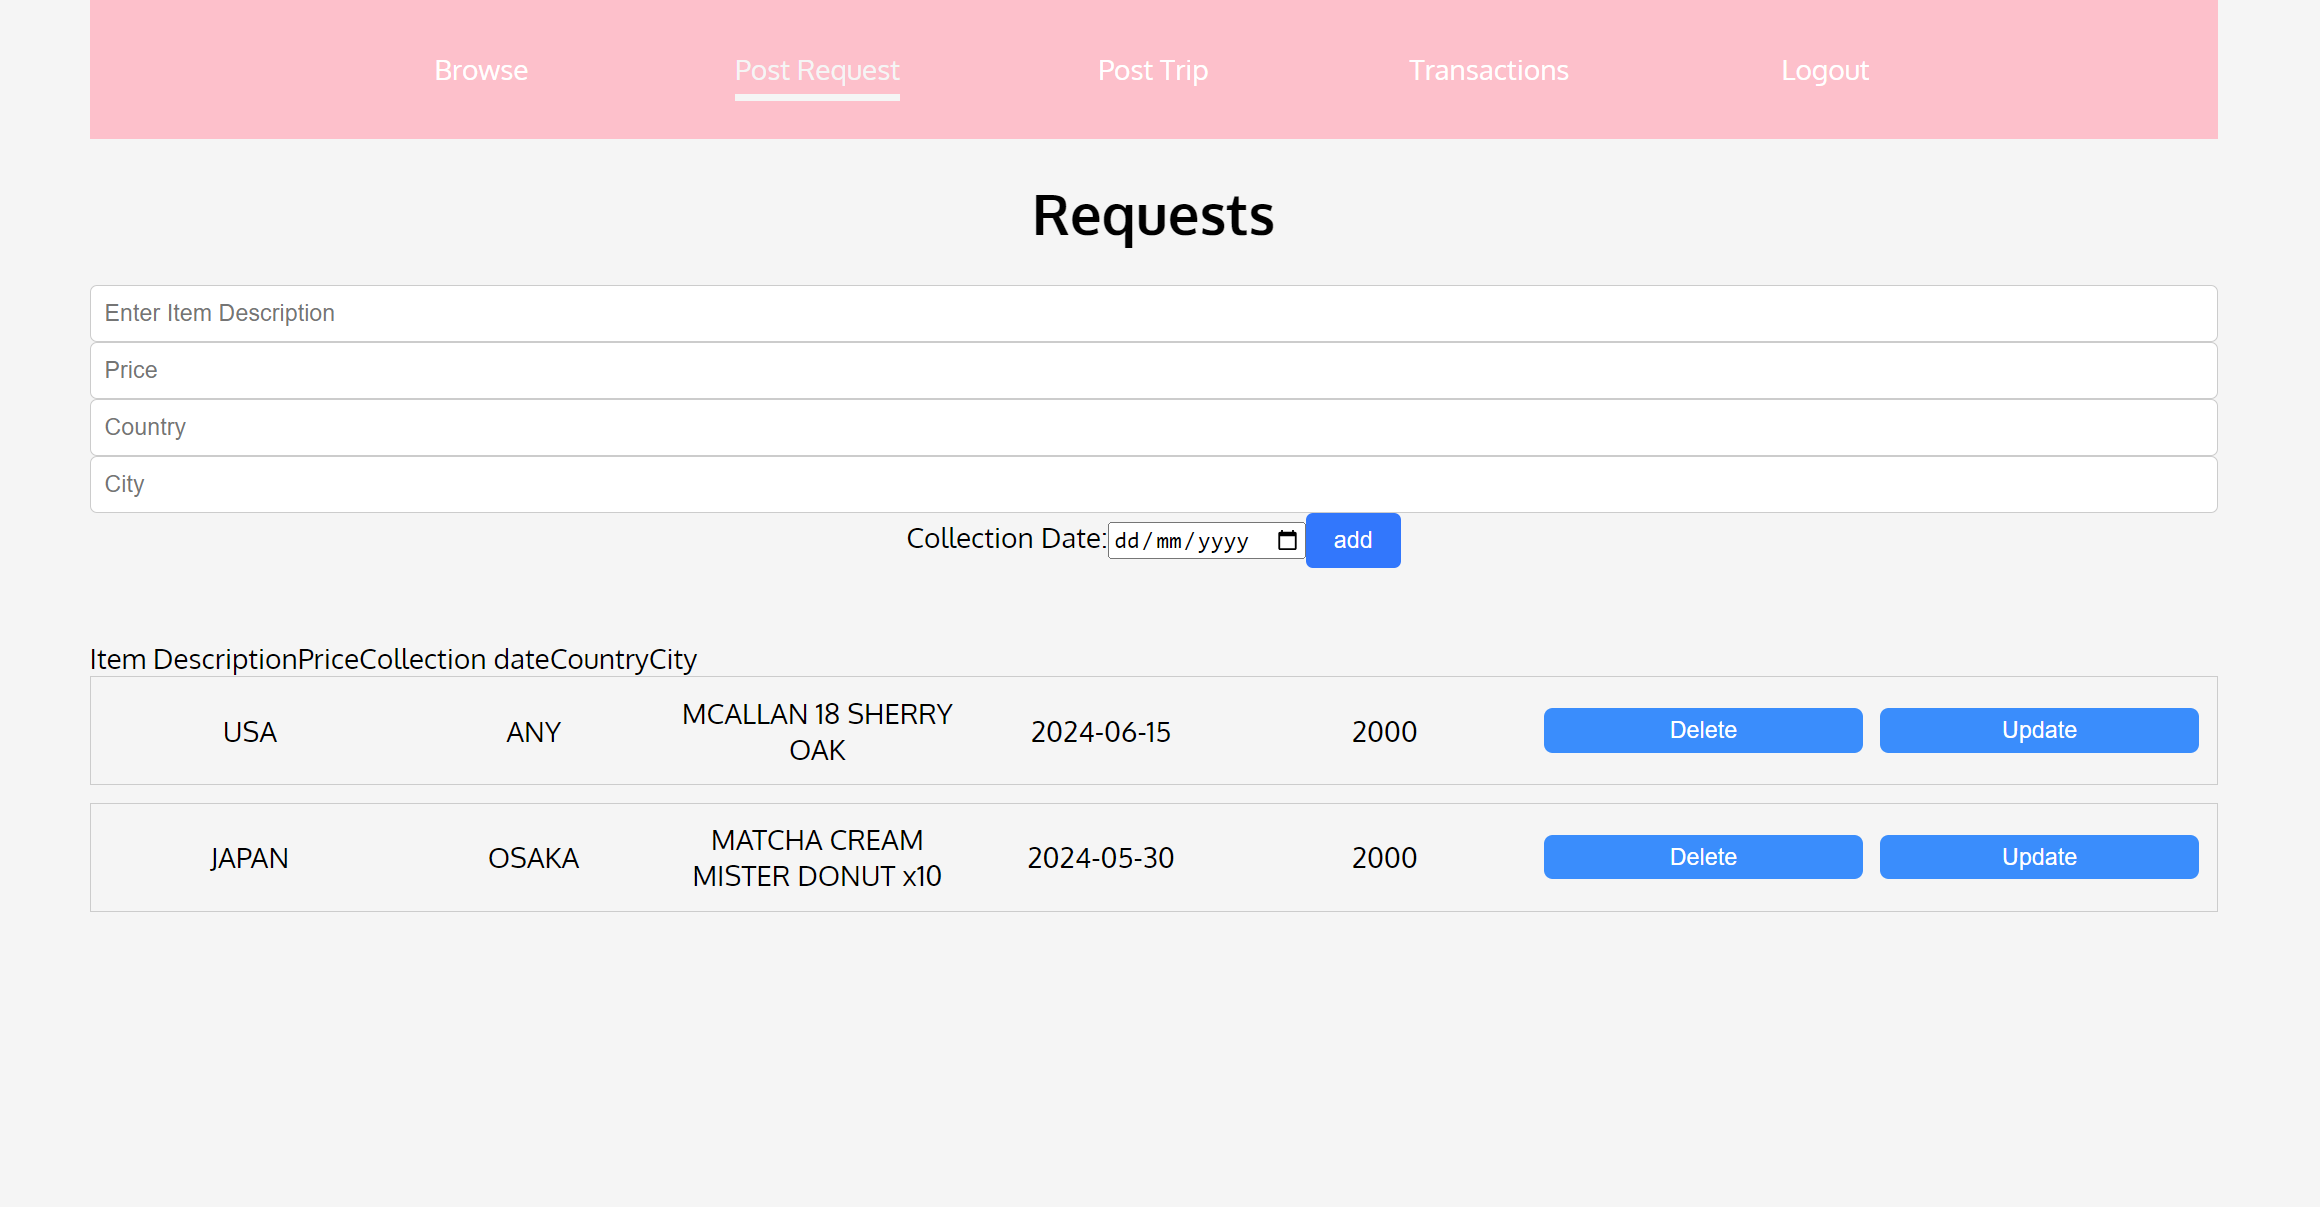 Browse Post Request Post Trip Transactions Logout
Requests
Enter Item Description
Price
Country
City
Collection Date: dd/mm/yyyy add
Item DescriptionPriceCollection dateCountryCity
USA ANY MCALLAN 18 SHERRY OAK 2024-06-15 2000 Delete Update
JAPAN OSAKA MATCHA CREAM MISTER DONUT x10 2024-05-30 2000 Delete Update